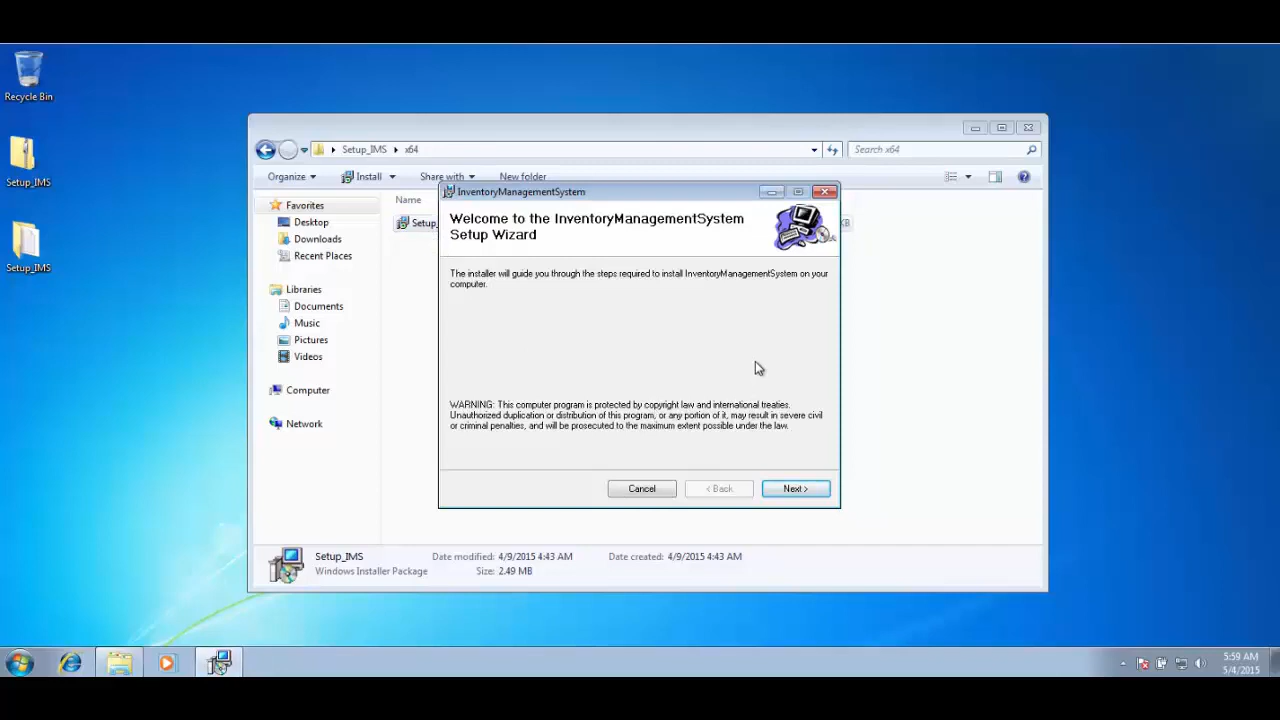 Recycle Bin
Setup_IMS
Setup_IMS
Setup_IMS x64
Search x64
Organize Install Share with New folder
Name
Setup_
KB
Favorites
Desktop
Downloads
Recent Places
Libraries
Documents
Music
Pictures
Videos
Computer
Network
InventoryManagementSystem
Welcome to the InventoryManagementSystem
Setup Wizard
The installer will guide you through the steps required to install InventoryManagementSystem on your
computer.
WARNING: This computer program is protected by copyright law and international treaties.
Unauthorized duplication or distribution of this program, or any portion of it, may result in severe civil
or criminal penalties, and will be prosecuted to the maximum extent possible under the law.
Cancel < Back Next >
Setup_IMS Date modified: 4/9/2015 4:43 AM Date created: 4/9/2015 4:43 AM
Windows Installer Package Size: 2.49 MB
5:59 AM
5/4/2015